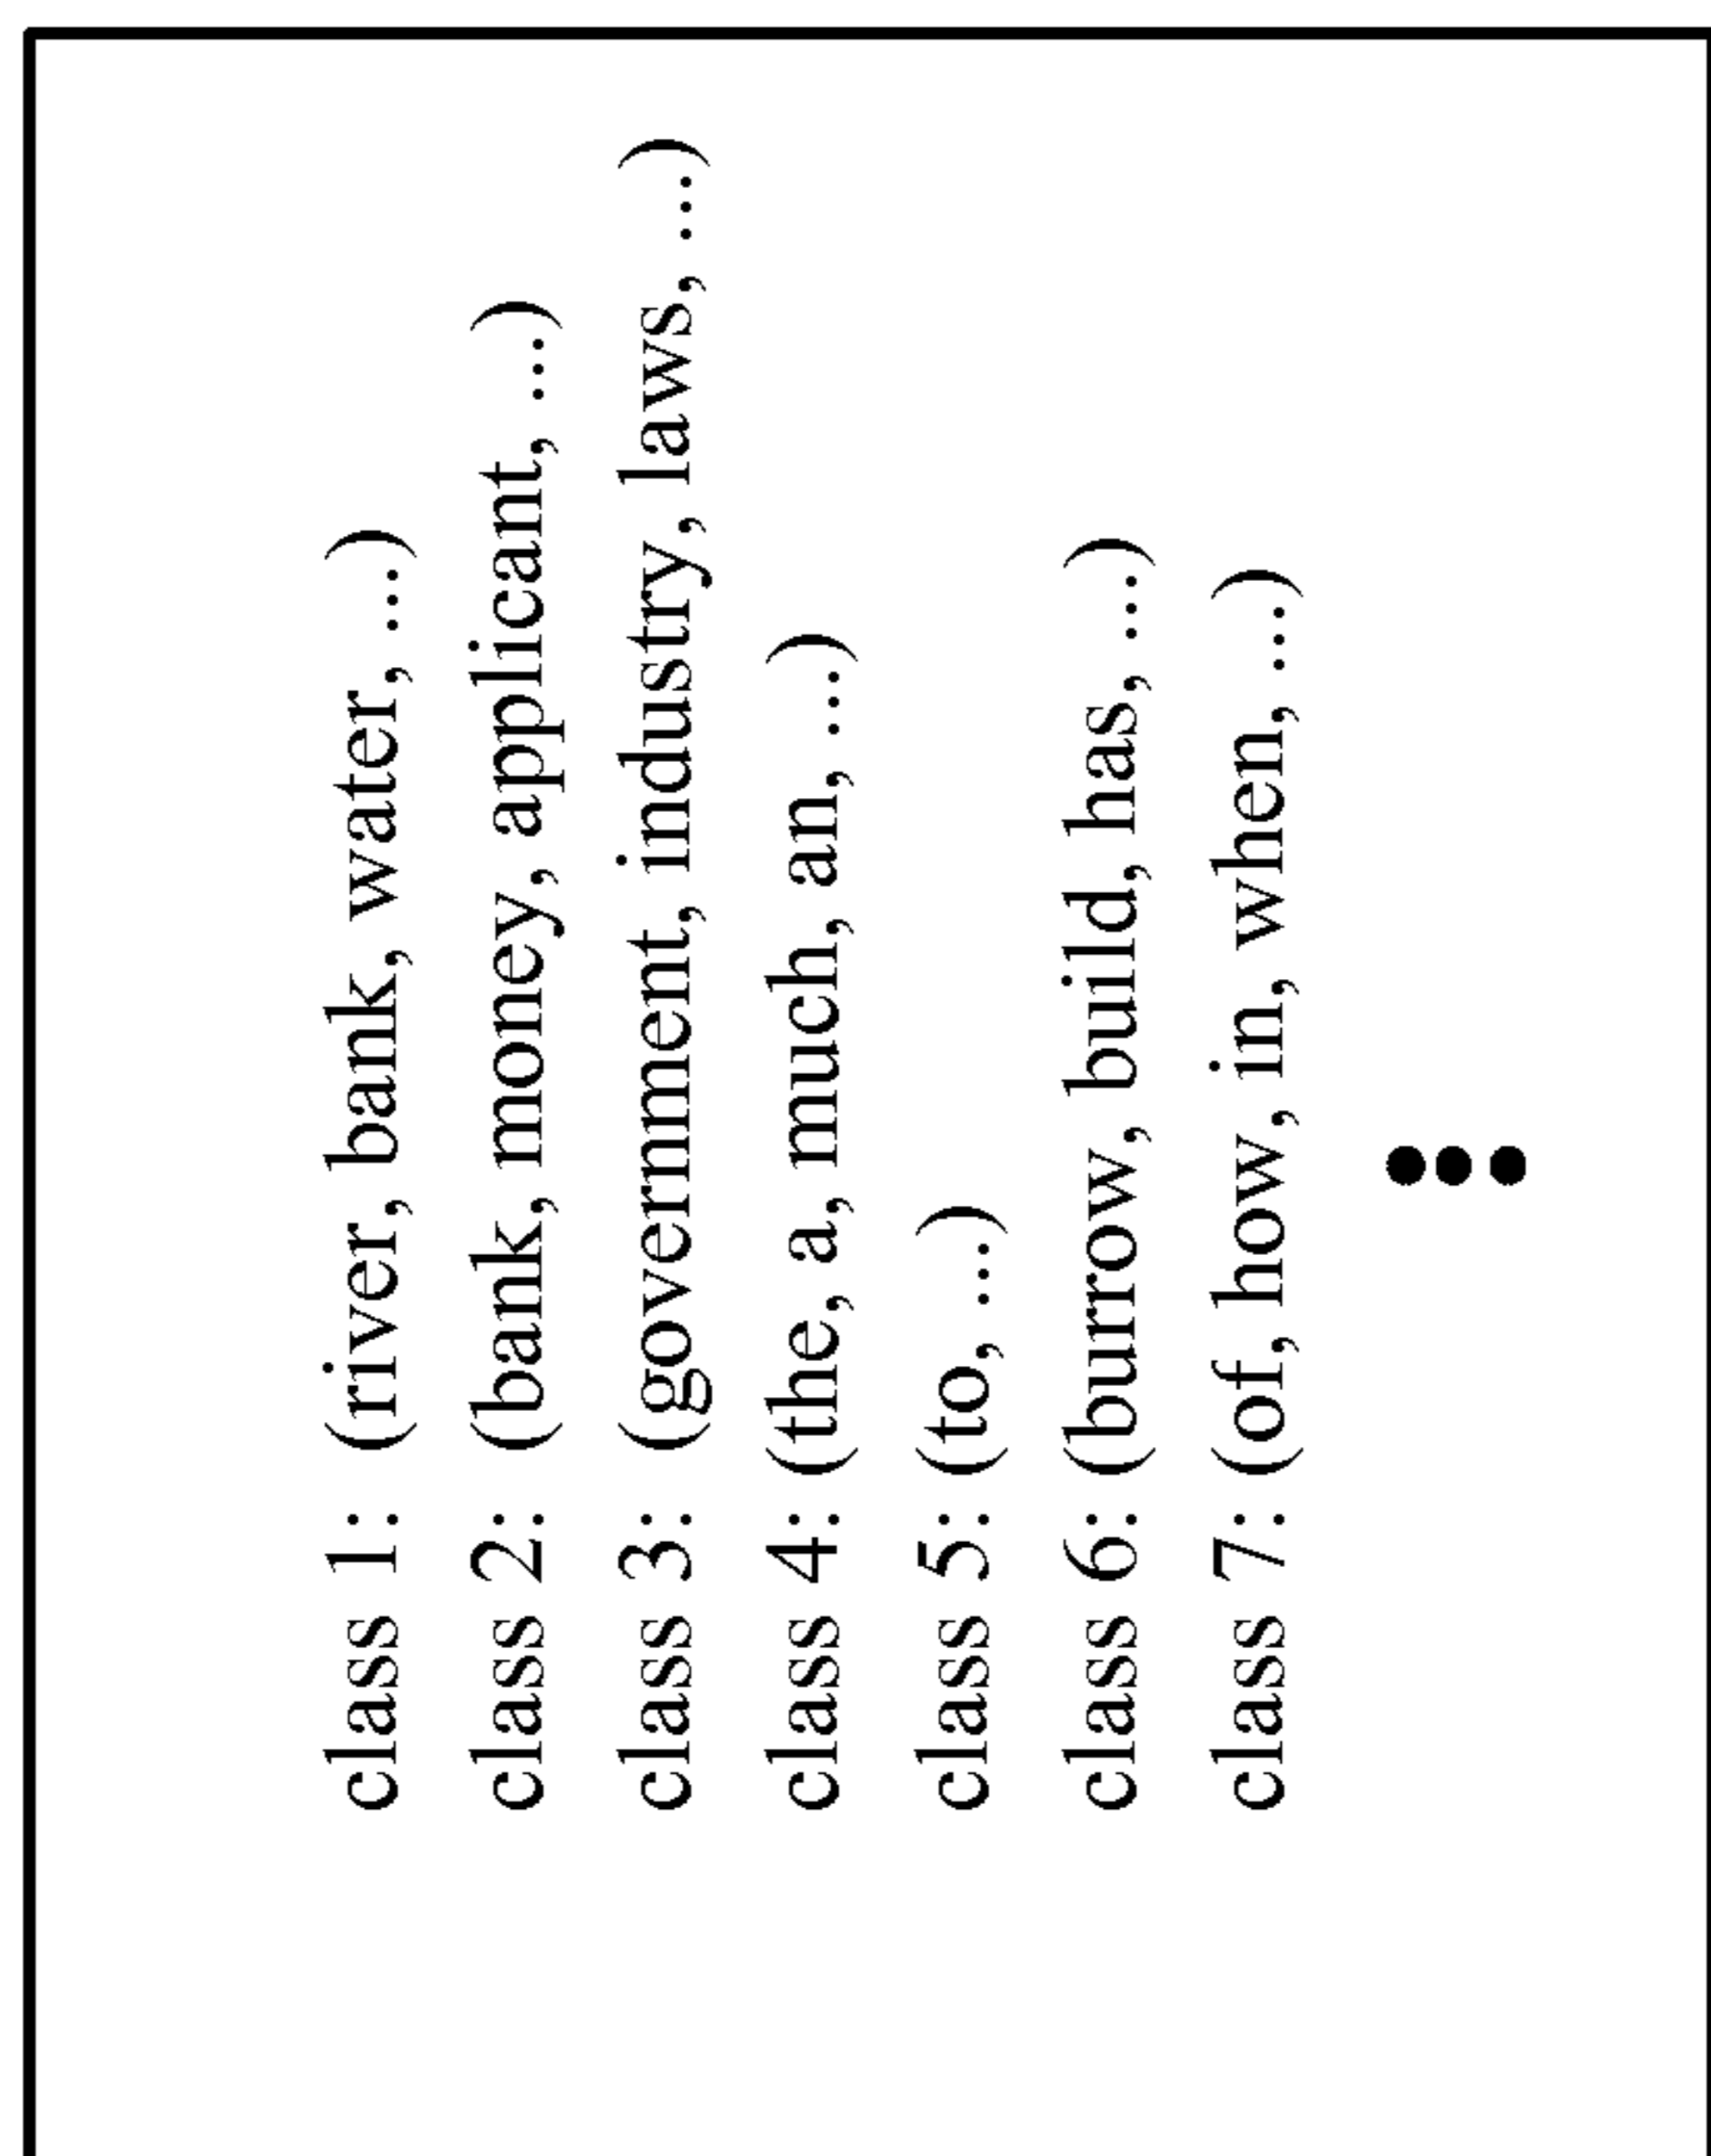 class 1: (river, bank, water, ...)
class 2: (bank, money, applicant, ...)
class 3: (government, industry, laws, ...)
class 4: (the, a, much, an, ...)
class 5: (to, ...)
class 6: (burrow, build, has, ...)
class 7: (of, how, in, when, ...)